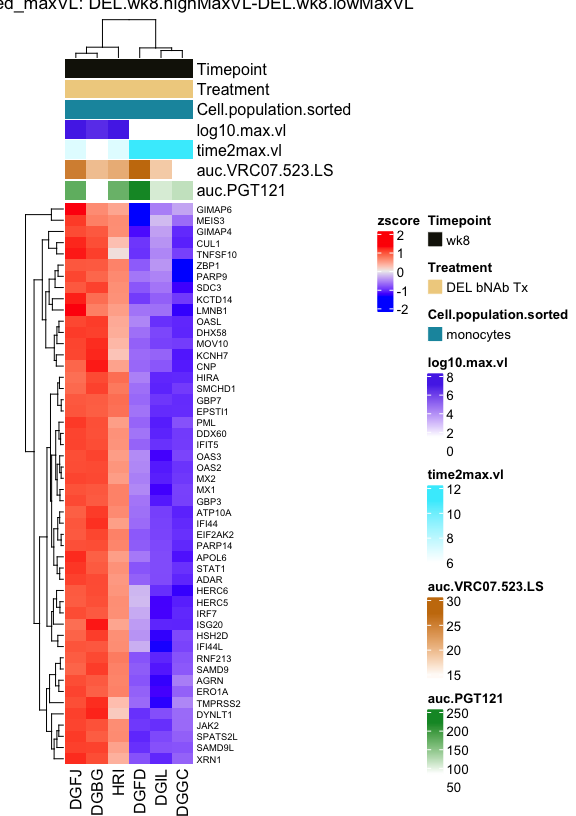 ed_maxVL: DEL.wk8.highMaxVL-DEL.wk8.lowMaxVL
Timepoint
Treatment
Cell.population.sorted
log10.max.vl
time2max.vl
auc.VRC07.523.LS
auc.PGT121
GIMAP6
MEIS3
GIMAP4
CUL1
TNFSF10
ZBP1
PARP9
SDC3
KCTD14
LMNB1
OASL
DHX58
MOV10
KCNH7
CNP
HIRA
SMCHD1
GBP7
EPSTI1
PML
DDX60
IFIT5
OAS3
OAS2
MX2
MX1
GBP3
ATP10A
IFI44
EIF2AK2
PARP14
APOL6
STAT1
ADAR
HERC6
HERC5
IRF7
ISG20
HSH2D
IFI44L
RNF213
SAMD9
AGRN
ERO1A
TMPRSS2
DYNLT1
JAK2
SPATS2L
SAMD9L
XRN1
DGFJ
DGBG
HRI
DGFD
DGIL
DGGC
zscore
2
1
0
-1
-2
Timepoint
wk8
Treatment
DEL bNAb Tx
Cell.population.sorted
monocytes
log10.max.vl
8
6
4
2
0
time2max.vl
12
10
8
6
auc.VRC07.523.LS
30
25
20
15
auc.PGT121
250
200
150
100
50